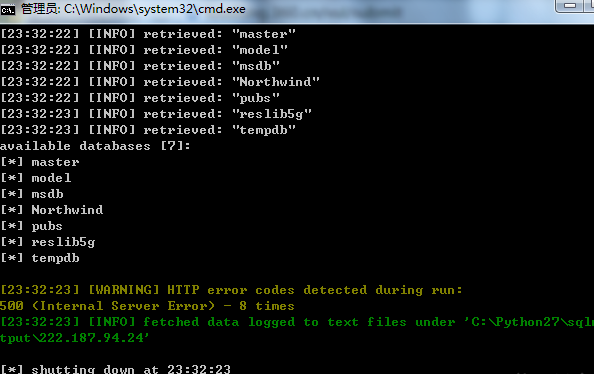 管理员: C:\Windows\system32\cmd.exe
[23:32:22] [INFO] retrieved: "master"
[23:32:22] [INFO] retrieved: "model"
[23:32:22] [INFO] retrieved: "msdb"
[23:32:22] [INFO] retrieved: "Northwind"
[23:32:22] [INFO] retrieved: "pubs"
[23:32:23] [INFO] retrieved: "reslib5g"
[23:32:23] [INFO] retrieved: "tempdb"
available databases [7]:
[*] master
[*] model
[*] msdb
[*] Northwind
[*] pubs
[*] reslib5g
[*] tempdb
[23:32:23] [WARNING] HTTP error codes detected during run:
500 (Internal Server Error) - 8 times
[23:32:23] [INFO] fetched data logged to text files under 'C:\Python27\sqlm
tput\222.187.94.24'
[*] shutting down at 23:32:23